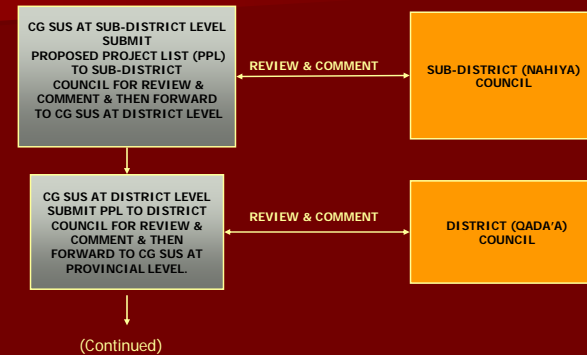 CG SUS AT SUB-DISTRICT LEVEL
SUBMIT
PROPOSED PROJECT LIST (PPL)
TO SUB-DISTRICT
COUNCIL FOR REVIEW &
COMMENT & THEN FORWARD
TO CG SUS AT DISTRICT LEVEL
REVIEW & COMMENT
SUB-DISTRICT (NAHIYA)
COUNCIL
CG SUS AT DISTRICT LEVEL
SUBMIT PPL TO DISTRICT
COUNCIL FOR REVIEW &
COMMENT & THEN
FORWARD TO CG SUS AT
PROVINCIAL LEVEL.
REVIEW & COMMENT
DISTRICT (QADA'A)
COUNCIL
(Continued)